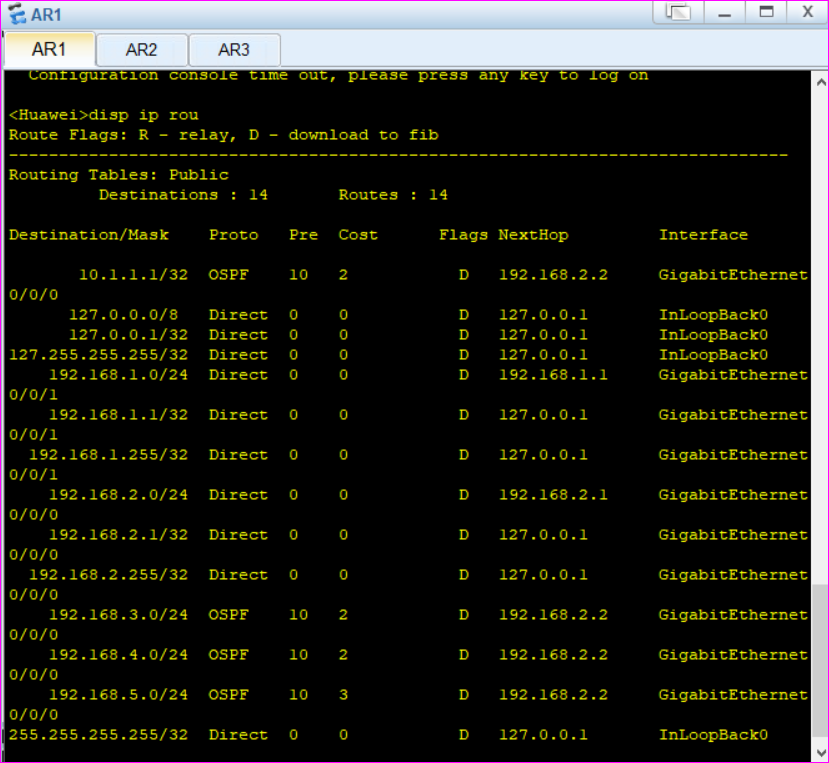 AR1
AR1 AR2 AR3
Configuration console time out, please press any key to log on
<Huawei>disp ip rou
Route Flags: R - relay, D - download to fib
------------------------------------------------------------------------------
Routing Tables: Public
Destinations : 14 Routes : 14
Destination/Mask Proto Pre Cost Flags NextHop Interface
10.1.1.1/32 OSPF 10 2 D 192.168.2.2 GigabitEthernet
0/0/0
127.0.0.0/8 Direct 0 0 D 127.0.0.1 InLoopBack0
127.0.0.1/32 Direct 0 0 D 127.0.0.1 InLoopBack0
127.255.255.255/32 Direct 0 0 D 127.0.0.1 InLoopBack0
192.168.1.0/24 Direct 0 0 D 192.168.1.1 GigabitEthernet
0/0/1
192.168.1.1/32 Direct 0 0 D 127.0.0.1 GigabitEthernet
0/0/1
192.168.1.255/32 Direct 0 0 D 127.0.0.1 GigabitEthernet
0/0/1
192.168.2.0/24 Direct 0 0 D 192.168.2.1 GigabitEthernet
0/0/0
192.168.2.1/32 Direct 0 0 D 127.0.0.1 GigabitEthernet
0/0/0
192.168.2.255/32 Direct 0 0 D 127.0.0.1 GigabitEthernet
0/0/0
192.168.3.0/24 OSPF 10 2 D 192.168.2.2 GigabitEthernet
0/0/0
192.168.4.0/24 OSPF 10 2 D 192.168.2.2 GigabitEthernet
0/0/0
192.168.5.0/24 OSPF 10 3 D 192.168.2.2 GigabitEthernet
0/0/0
255.255.255.255/32 Direct 0 0 D 127.0.0.1 InLoopBack0